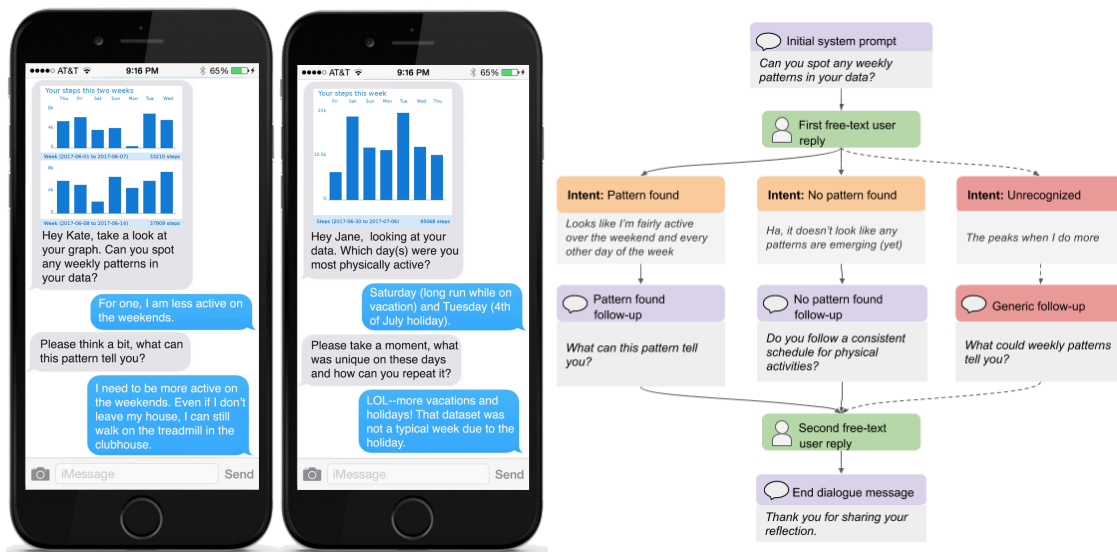 AT&T 9:16 PM 65%
Your steps this two weeks
Thu Fri Sat Sun Mon Tue Wed
8k
4k
0
Week (2017-06-01 to 2017-06-07) 33210 steps
8k
4k
0
Week (2017-06-08 to 2017-06-14) 37909 steps
Hey Kate, take a look at
your graph. Can you spot
any weekly patterns in
your data?
For one, I am less active on
the weekends.
Please think a bit, what can
this pattern tell you?
I need to be more active on
the weekends. Even if I don't
leave my house, I can still
walk on the treadmill in the
clubhouse.
iMessage Send
AT&T 9:16 PM 65%
Your steps this week
Fri Sat Sun Mon Tue Wed Thu
21k
10.5k
0
Steps (2017-06-30 to 2017-07-06) 95068 steps
Hey Jane, looking at your
data. Which day(s) were you
most physically active?
Saturday (long run while on
vacation) and Tuesday (4th
of July holiday).
Please take a moment, what
was unique on these days
and how can you repeat it?
LOL--more vacations and
holidays! That dataset was
not a typical week due to the
holiday.
iMessage Send
Initial system prompt
Can you spot any weekly
patterns in your data?
First free-text user
reply
Intent: Pattern found
Looks like I'm fairly active
over the weekend and every
other day of the week
Pattern found
follow-up
What can this pattern tell
you?
Intent: No pattern found
Ha, it doesn't look like any
patterns are emerging (yet)
No pattern found
follow-up
Do you follow a consistent
schedule for physical
activities?
Intent: Unrecognized
The peaks when I do more
Generic follow-up
What could weekly patterns
tell you?
Second free-text
user reply
End dialogue message
Thank you for sharing your
reflection.